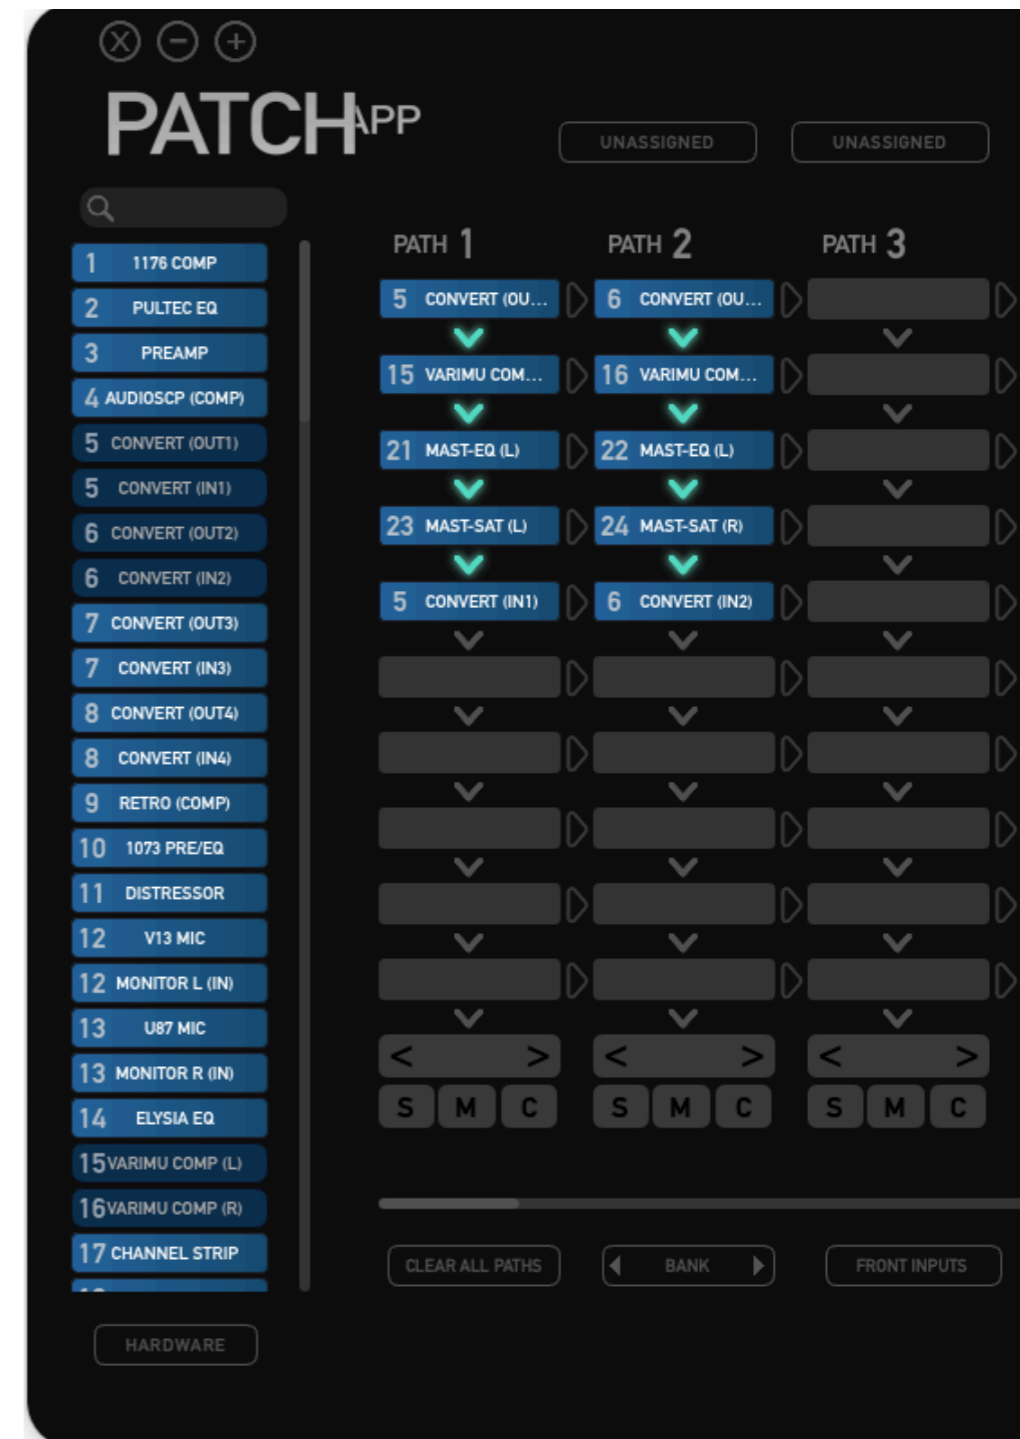 X - +
PATCH APP
UNASSIGNED
UNASSIGNED
1 1176 COMP
2 PULTEC EQ
3 PREAMP
4 AUDIOSCP (COMP)
5 CONVERT (OUT1)
5 CONVERT (IN1)
6 CONVERT (OUT2)
6 CONVERT (IN2)
7 CONVERT (OUT3)
7 CONVERT (IN3)
8 CONVERT (OUT4)
8 CONVERT (IN4)
9 RETRO (COMP)
10 1073 PRE/EQ
11 DISTRESSOR
12 V13 MIC
12 MONITOR L (IN)
13 U87 MIC
13 MONITOR R (IN)
14 ELYSIA EQ
15 VARIMU COMP (L)
16 VARIMU COMP (R)
17 CHANNEL STRIP
HARDWARE
PATH 1
5 CONVERT (OU...
15 VARIMU COM...
21 MAST-EQ (L)
23 MAST-SAT (L)
5 CONVERT (IN1)
< >
S M C
PATH 2
6 CONVERT (OU...
16 VARIMU COM...
22 MAST-EQ (L)
24 MAST-SAT (R)
6 CONVERT (IN2)
< >
S M C
PATH 3
< >
S M C
CLEAR ALL PATHS
BANK
FRONT INPUTS